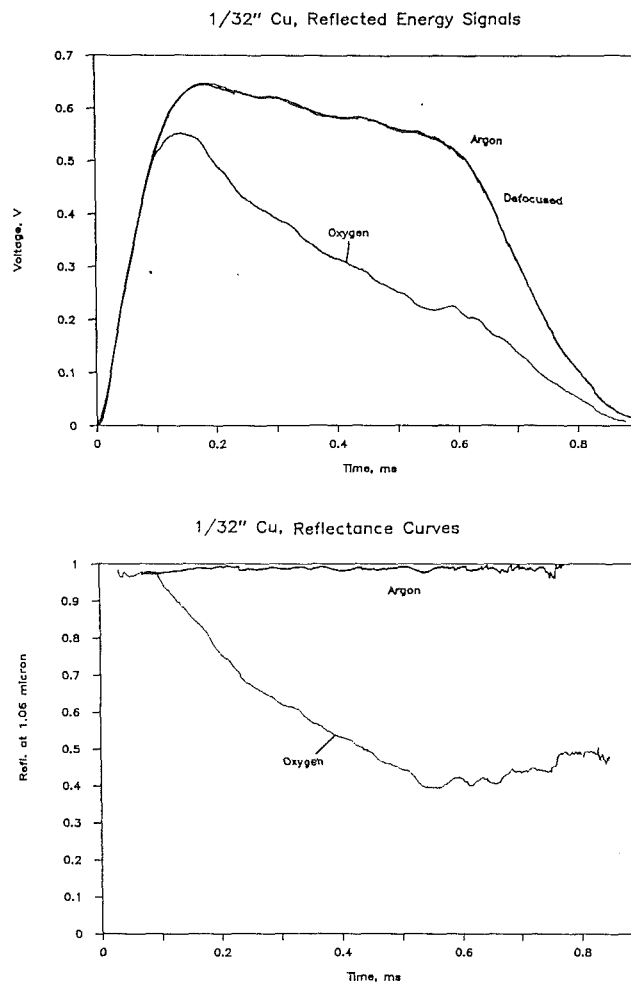 1/32" Cu, Reflected Energy Signals
0.7
0.6
0.5
0.4
0.3
0.2
0.1
0
Voltage, V
Argon
Defocused
Oxygen
0
0.2
0.4
0.6
0.8
Time, ms
1/32" Cu, Reflectance Curves
1
0.9
0.8
0.7
0.6
0.5
0.4
0.3
0.2
0.1
0
Refl. at 1.06 micron
Argon
Oxygen
0
0.2
0.4
0.6
0.8
Time, ms